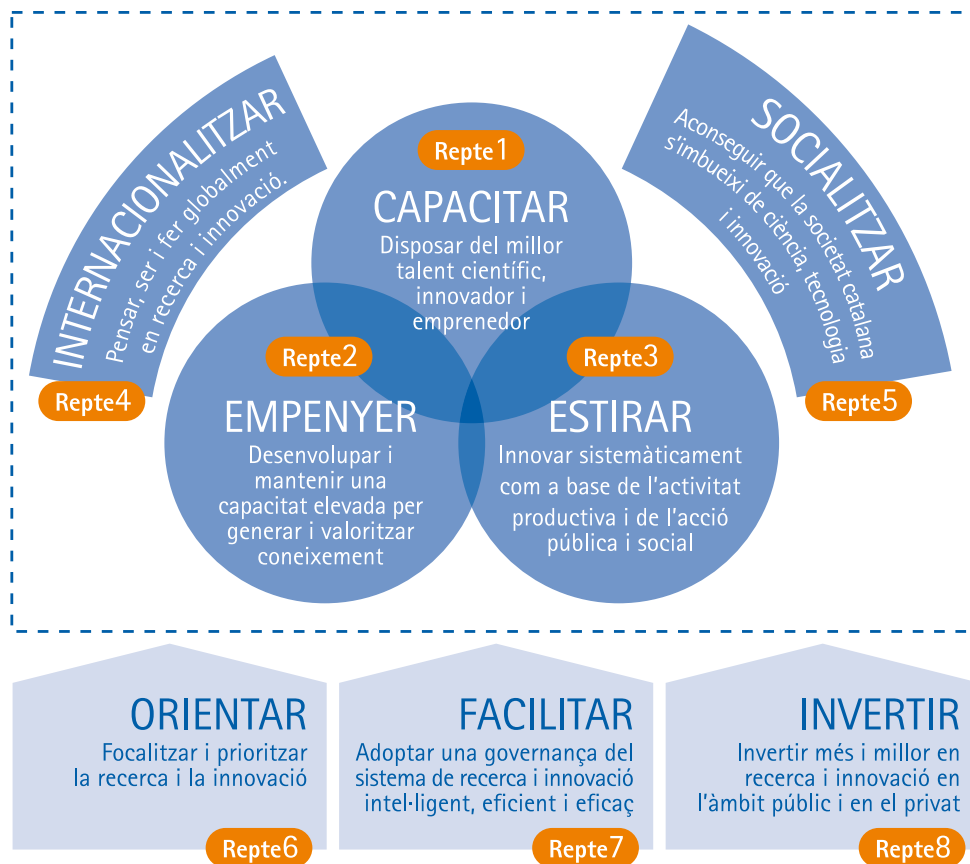 Repte1
CAPACITAR
Disposar del millor
talent científic,
innovador i
emprenedor
Repte2
EMPENYER
Desenvolupar i
mantenir una
capacitat elevada per
generar i valoritzar
coneixement
Repte3
ESTIRAR
Innovar sistemàticament
com a base de l'activitat
productiva i de l'acció
pública i social
INTERNACIONALITZAR
Pensar, ser i fer globalment
en recerca i innovació.
Repte4
SOCIALITZAR
Aconseguir que la societat catalana
s'imbueixi de ciència, tecnologia
i innovació
Repte5
ORIENTAR
Focalitzar i prioritzar
la recerca i la innovació
Repte6
FACILITAR
Adoptar una governança del
sistema de recerca i innovació
intel·ligent, eficient i eficaç
Repte7
INVERTIR
Invertir més i millor en
recerca i innovació en
l'àmbit públic i en el privat
Repte8